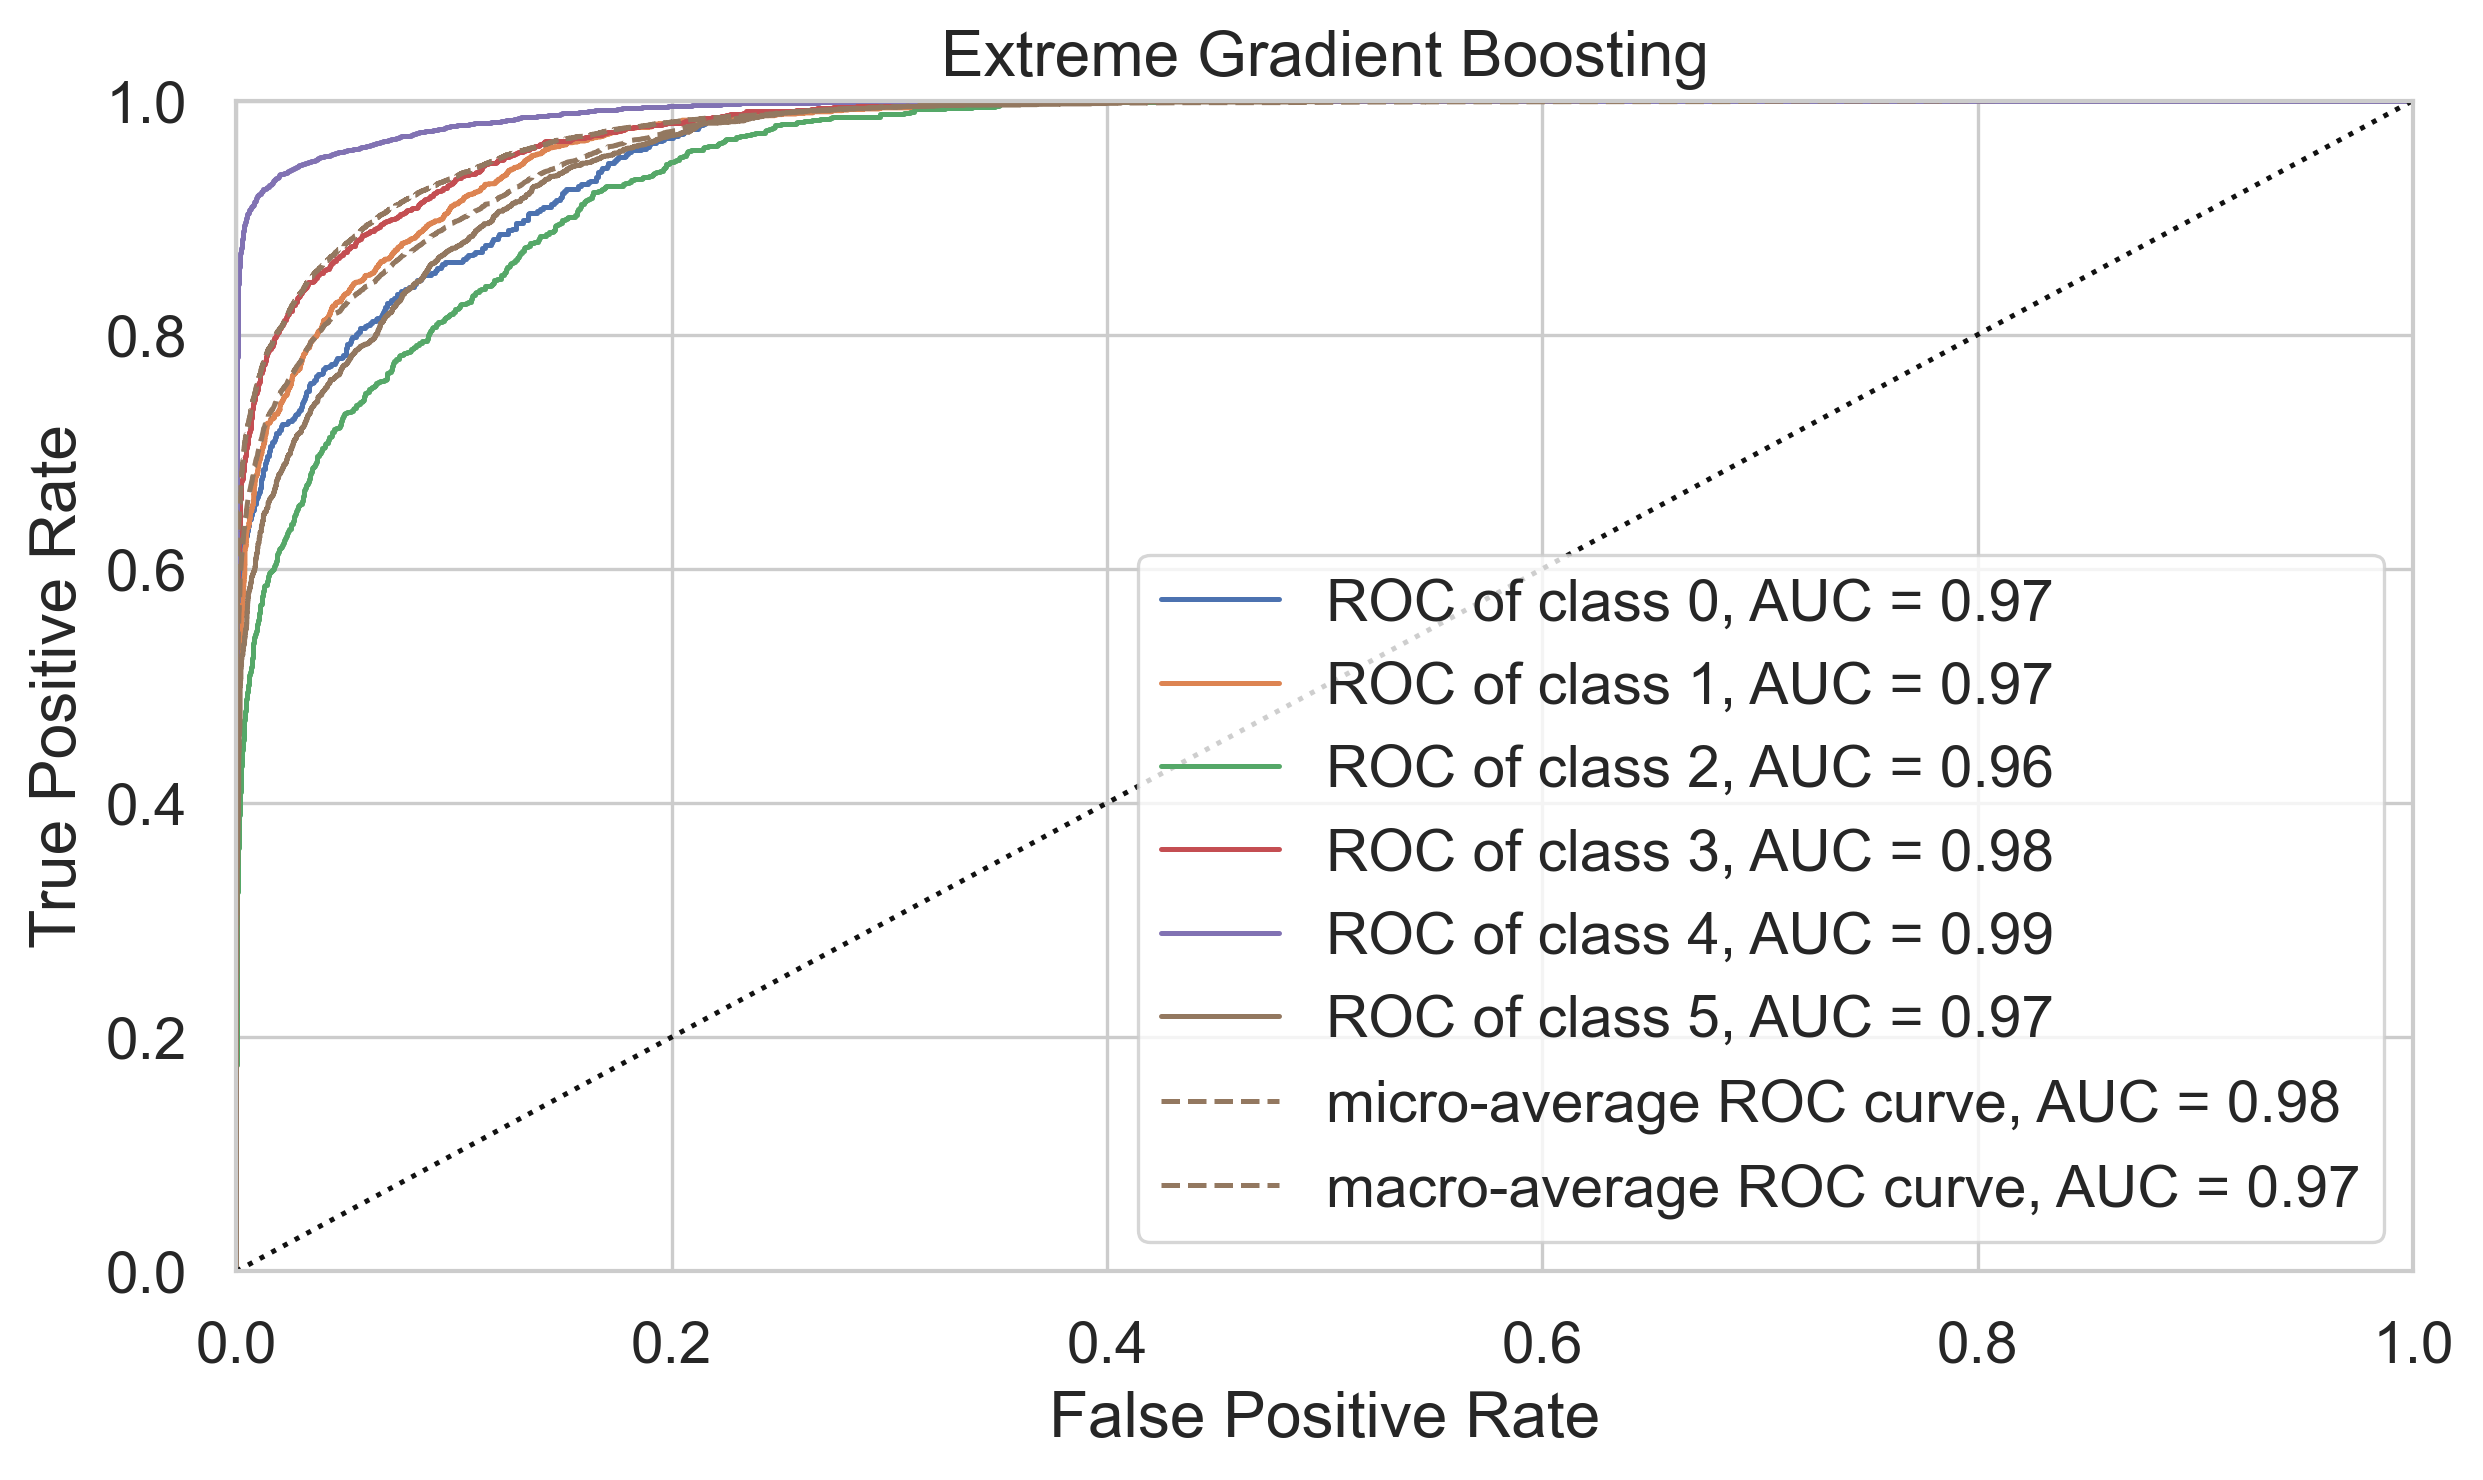 Extreme Gradient Boosting
1.0
0.8
0.6
0.4
0.2
0.0
True Positive Rate
ROC of class 0, AUC = 0.97
ROC of class 1, AUC = 0.97
ROC of class 2, AUC = 0.96
ROC of class 3, AUC = 0.98
ROC of class 4, AUC = 0.99
ROC of class 5, AUC = 0.97
micro-average ROC curve, AUC = 0.98
macro-average ROC curve, AUC = 0.97
0.0 0.2 0.4 0.6 0.8 1.0
False Positive Rate